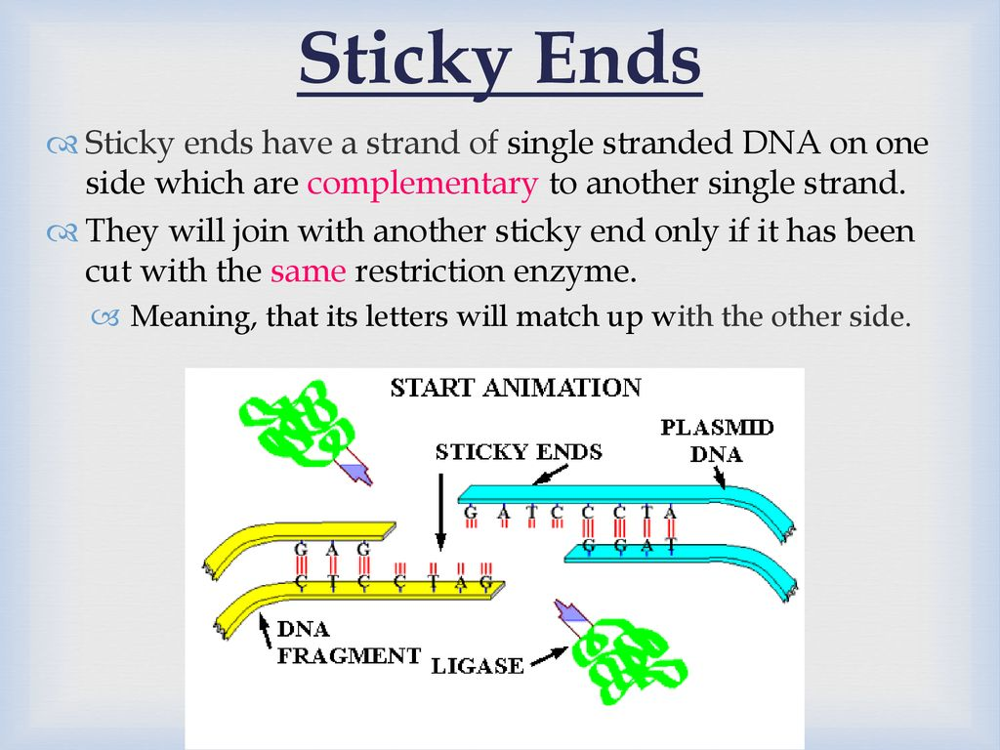 Sticky Ends
Sticky ends have a strand of single stranded DNA on one
side which are complementary to another single strand.
They will join with another sticky end only if it has been
cut with the same restriction enzyme.
Meaning, that its letters will match up with the other side.
START ANIMATION
PLASMID
DNA
STICKY ENDS
G A T C C C T A
G G A T
G A G
C T C C T A G
DNA
FRAGMENT
LIGASE